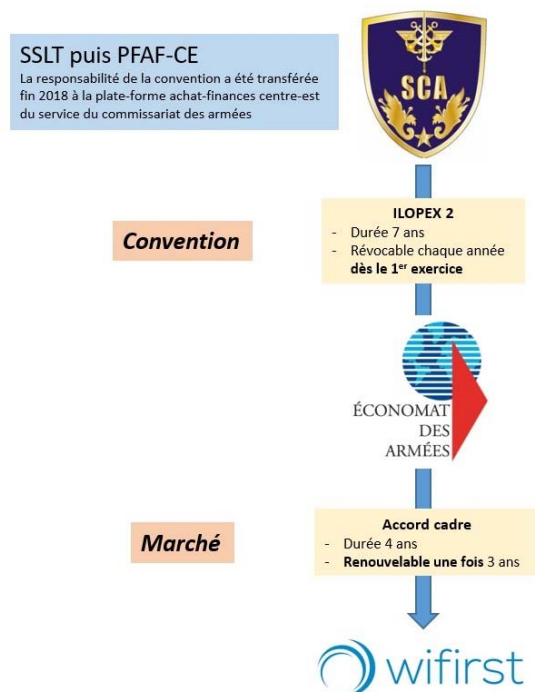 SSLT puis PFAF-CE
La responsabilité de la convention a été transférée
fin 2018 à la plate-forme achat-finances centre-est
du service du commissariat des armées
SCA
Convention
ILOPEX 2
- Durée 7 ans
- Révocable chaque année
dès le 1er exercice
ÉCONOMAT
DES
ARMÉES
Marché
Accord cadre
- Durée 4 ans
- Renouvelable une fois 3 ans
wifirst